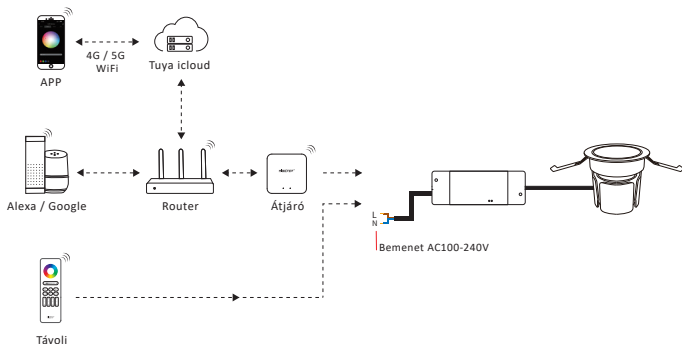 4G / 5G
WiFi
APP
Tuya icloud
Alexa / Google
Router
Átjáró
L
N
Bemenet AC100-240V
Távoli